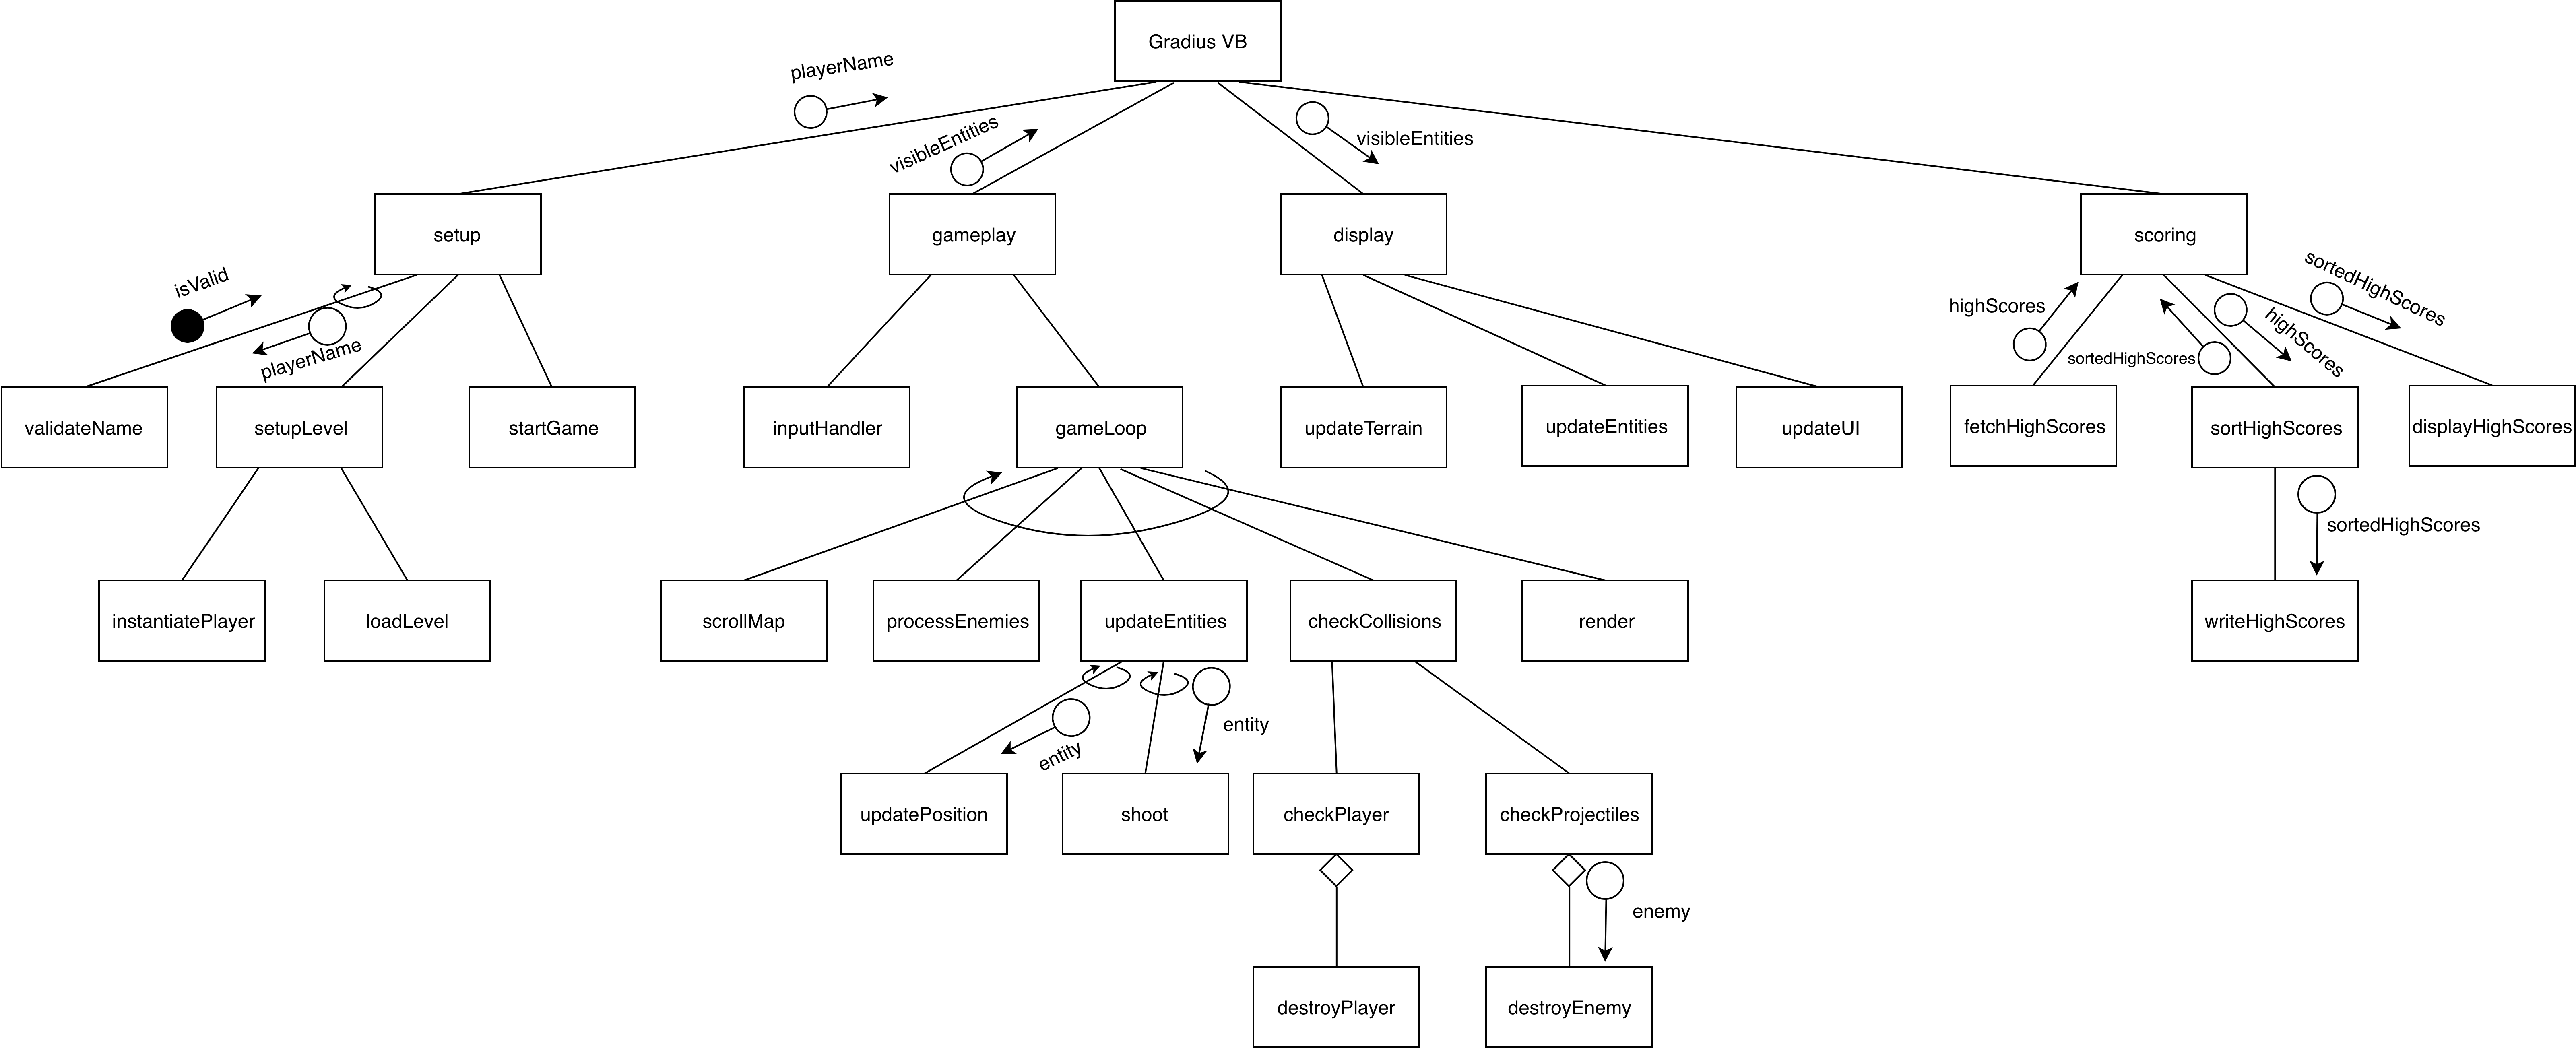 Gradius VB
playerName
visibleEntities
visibleEntities
setup
gameplay
display
scoring
isValid
playerName
highScores
sortedHighScores
highScores
sortedHighScores
validateName
setupLevel
startGame
inputHandler
gameLoop
updateTerrain
updateEntities
updateUI
fetchHighScores
sortHighScores
displayHighScores
sortedHighScores
instantiatePlayer
loadLevel
scrollMap
processEnemies
updateEntities
checkCollisions
render
writeHighScores
entity
entity
updatePosition
shoot
checkPlayer
checkProjectiles
enemy
destroyPlayer
destroyEnemy